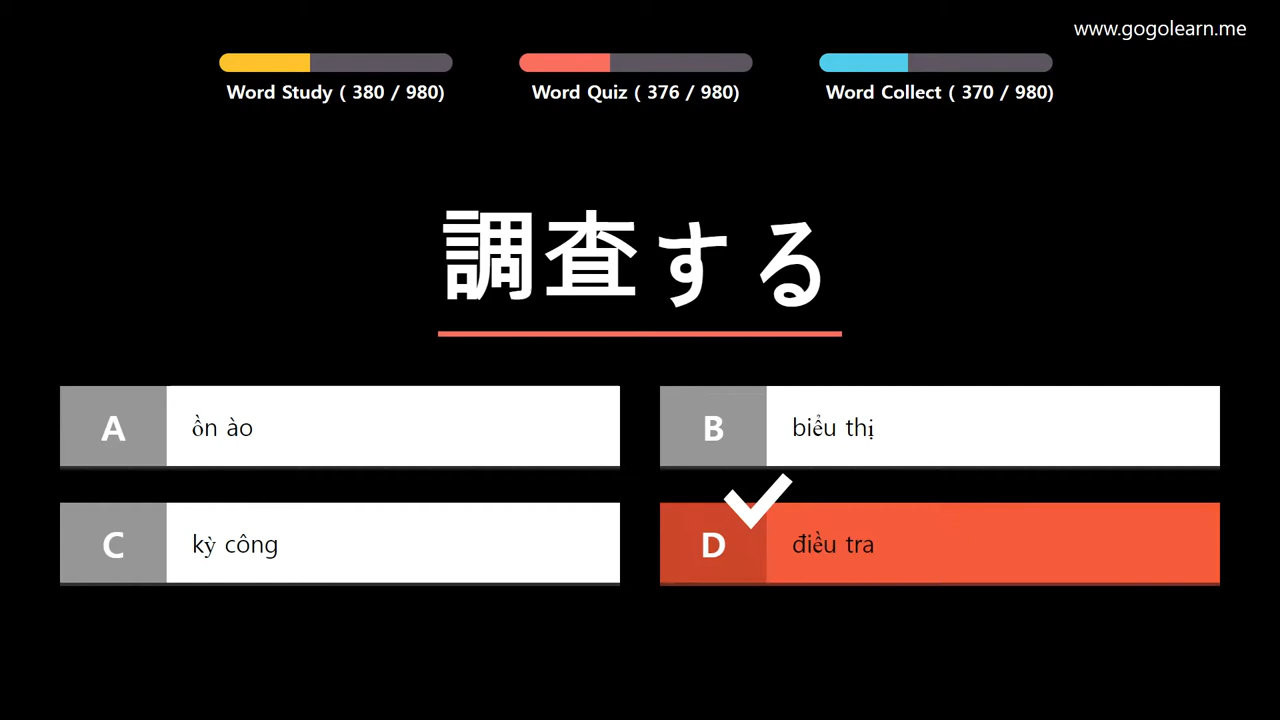 www.gogolearn.me
Word Study ( 380 / 980)
Word Quiz ( 376 / 980)
Word Collect ( 370 / 980)
調査する
A
ồn ào
B
biểu thị
C
kỳ công
D
điều tra